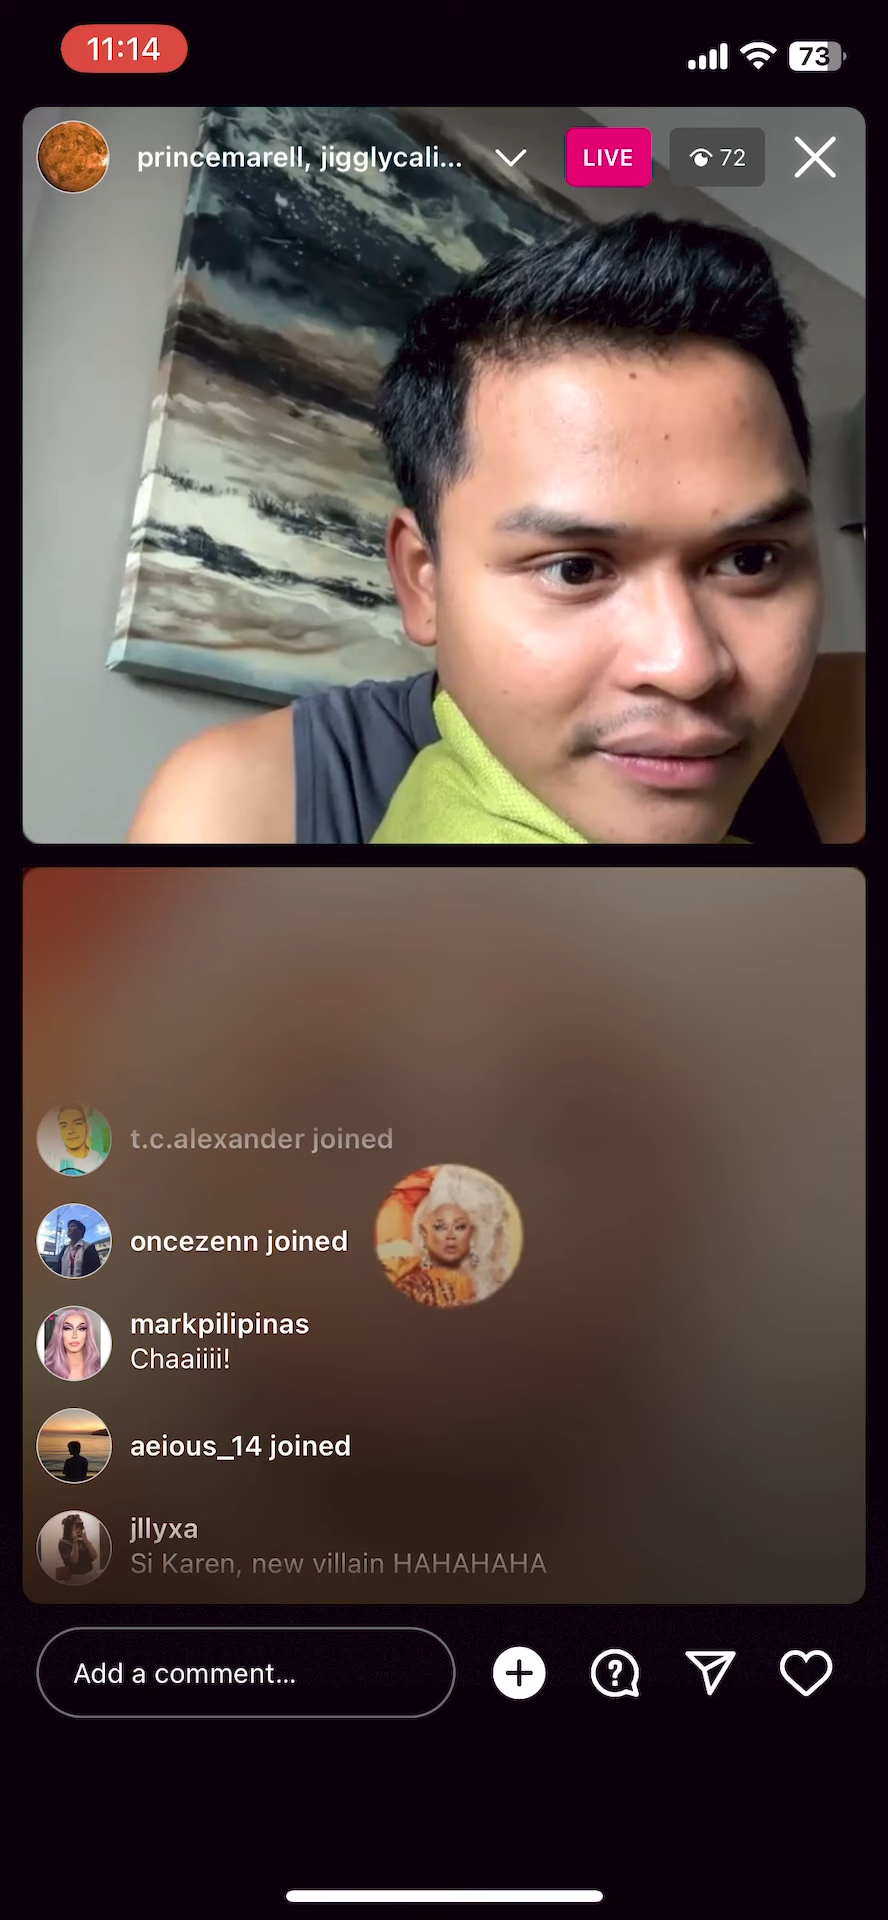 11:14
73
princemarell, jigglycali...
LIVE
72
t.c.alexander joined
oncezenn joined
markpilipinas
Chaaiiii!
aeious_14 joined
jllyxa
Si Karen, new villain HAHAHAHA
Add a comment...